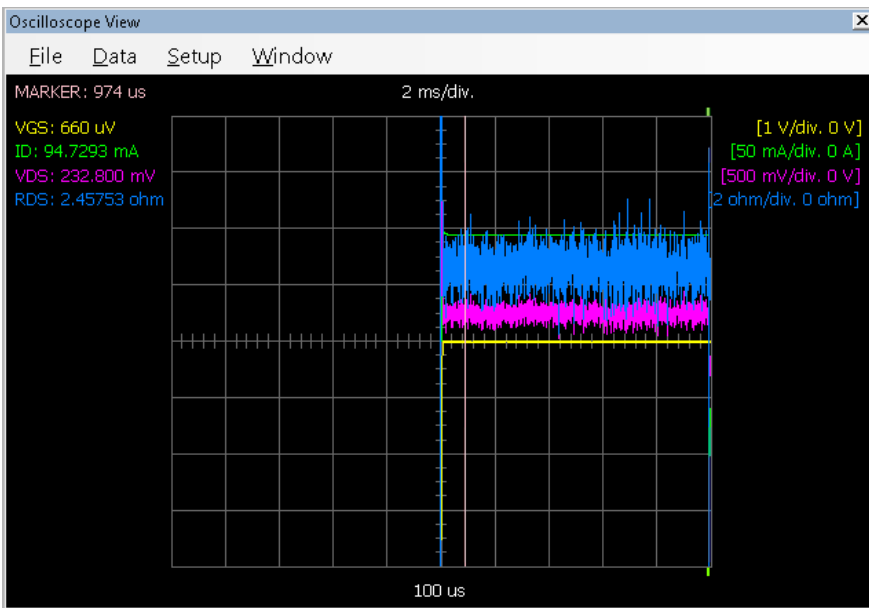 Oscilloscope View
File Data Setup Window
MARKER: 974 us 2 ms/div.
VGS: 660 uV [1 V/div. 0 V]
ID: 94.7293 mA [50 mA/div. 0 A]
VDS: 232.800 mV [500 mV/div. 0 V]
RDS: 2.45753 ohm 2 ohm/div. 0 ohm]
100 us